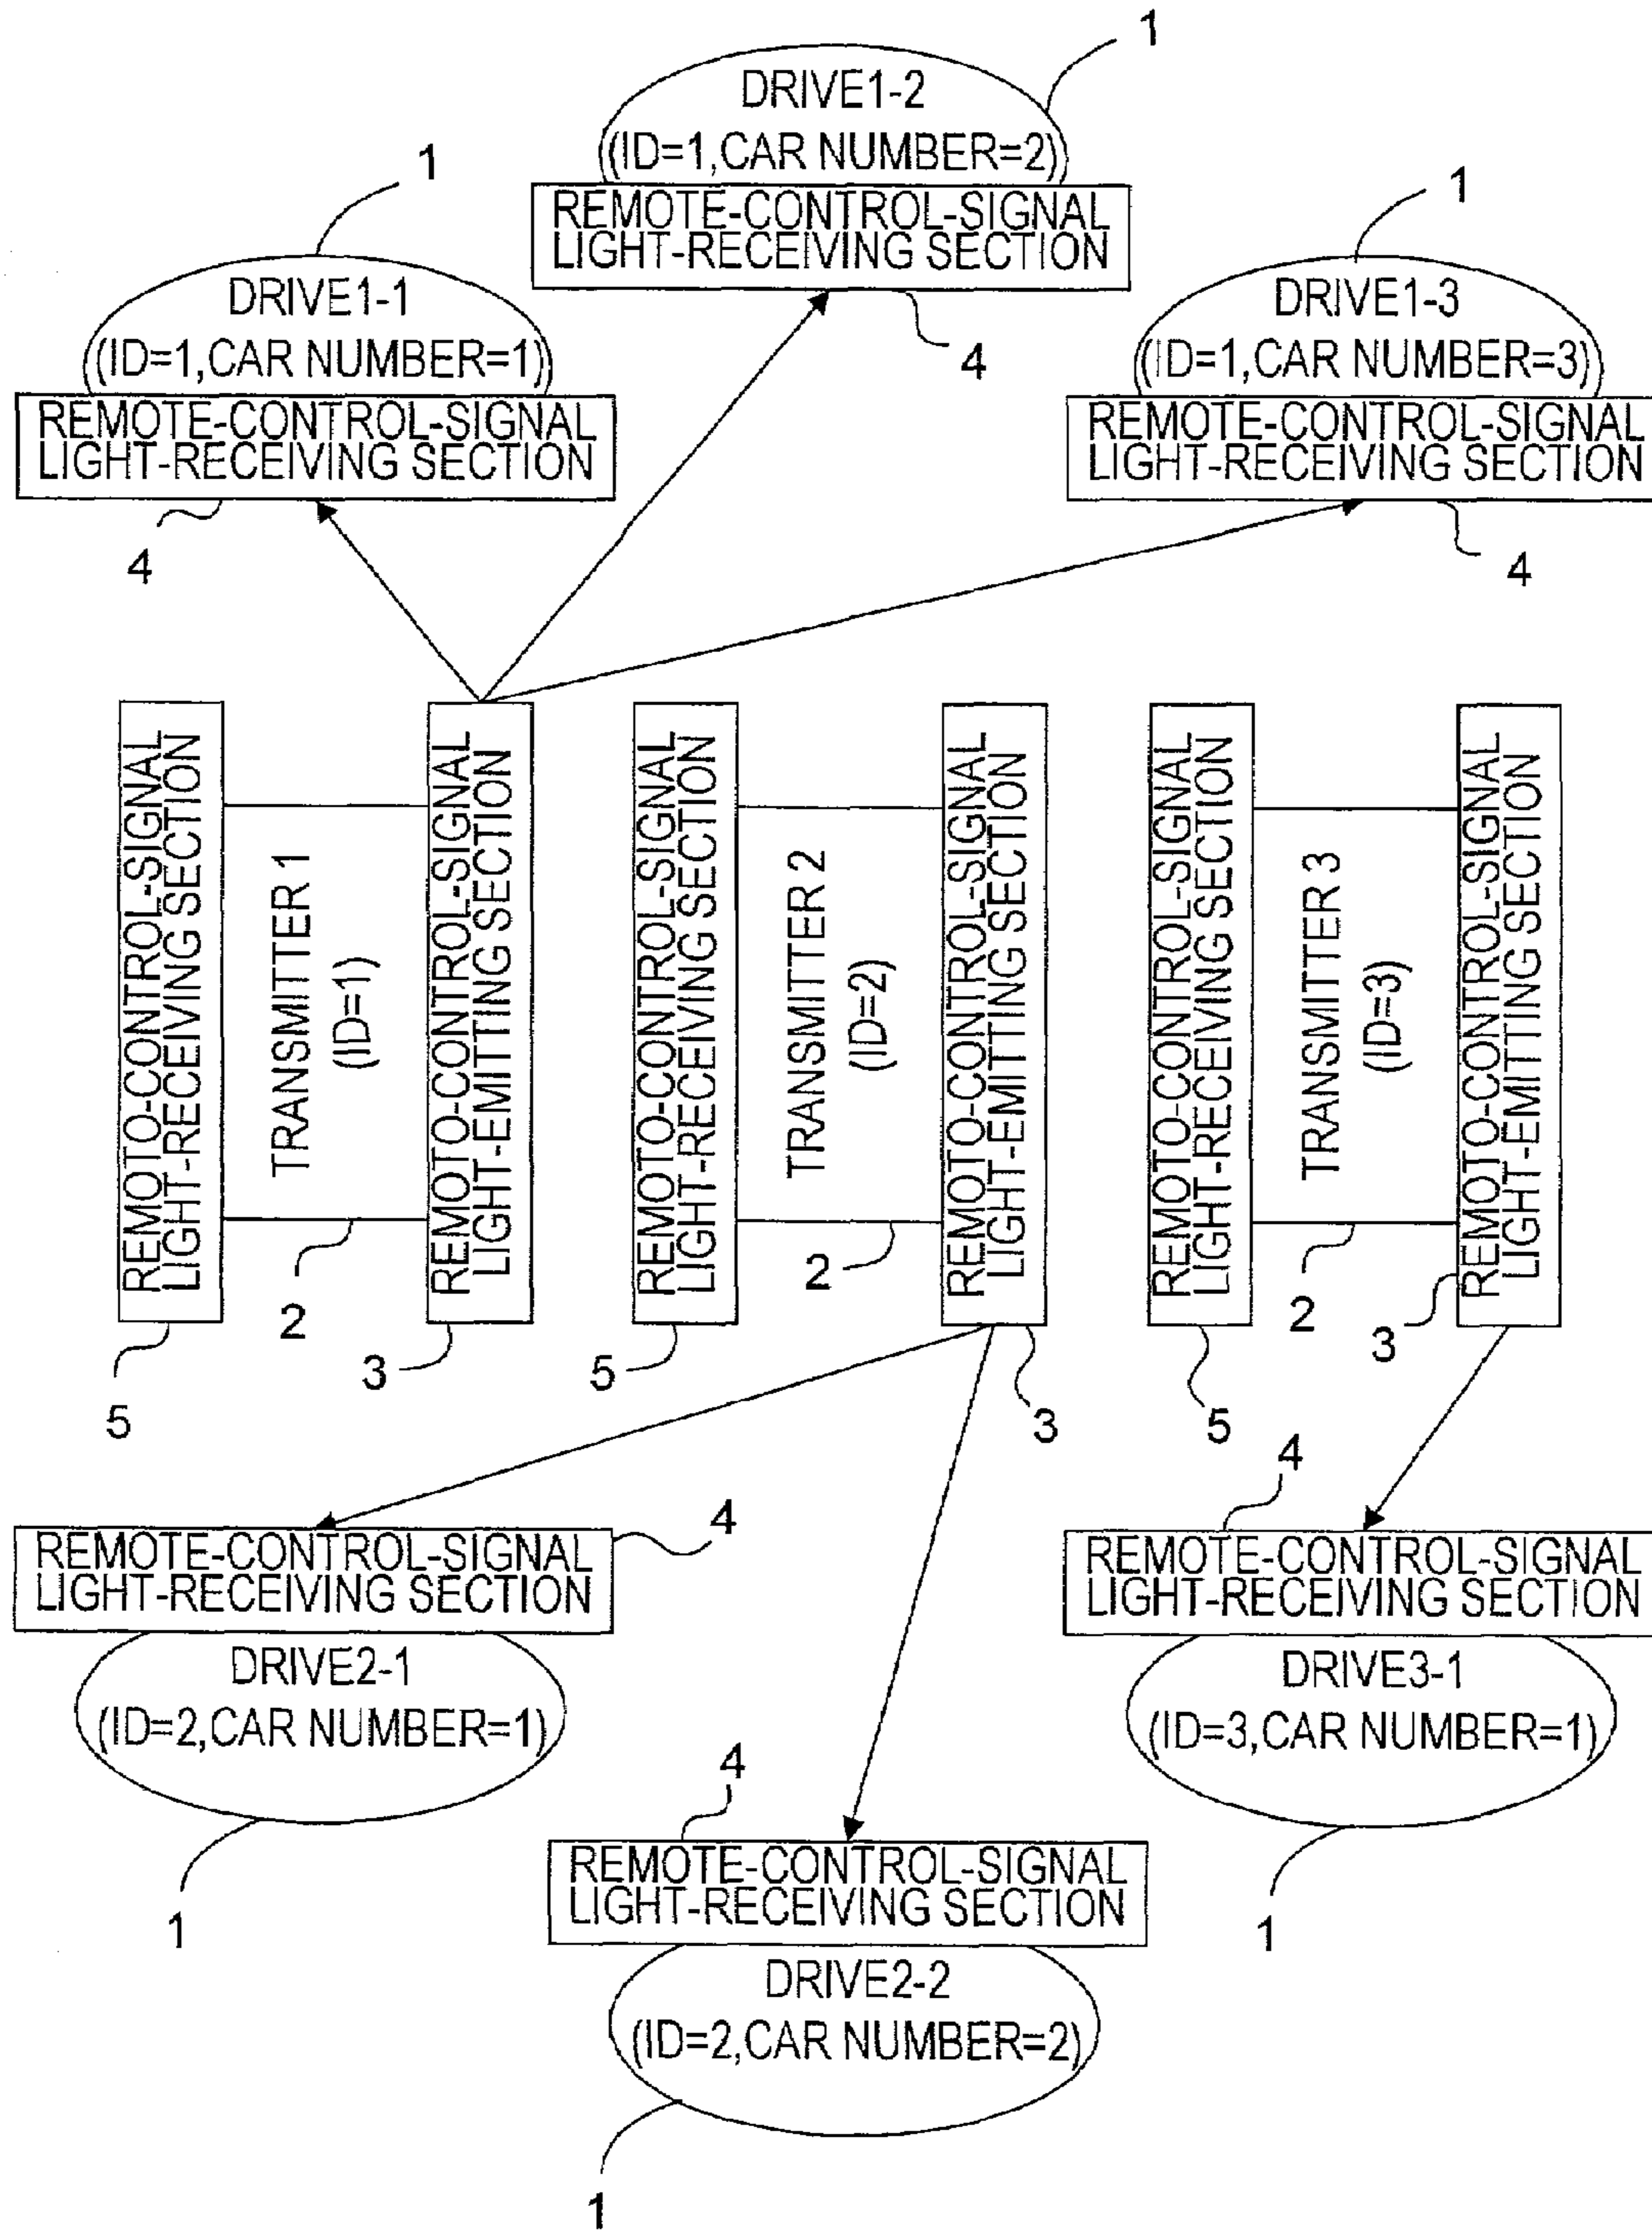 1
DRIVE1-2
(ID=1,CAR NUMBER=2)
REMOTE-CONTROL-SIGNAL
LIGHT-RECEIVING SECTION
4
1
DRIVE1-1
(ID=1,CAR NUMBER=1)
REMOTE-CONTROL-SIGNAL
LIGHT-RECEIVING SECTION
4
1
DRIVE1-3
(ID=1,CAR NUMBER=3)
REMOTE-CONTROL-SIGNAL
LIGHT-RECEIVING SECTION
4
REMOTO-CONTROL-SIGNAL
LIGHT-RECEIVING SECTION
5
TRANSMITTER 1
(ID=1)
2
REMOTO-CONTROL-SIGNAL
LIGHT-EMITTING SECTION
3
REMOTO-CONTROL-SIGNAL
LIGHT-RECEIVING SECTION
5
TRANSMITTER 2
(ID=2)
2
REMOTO-CONTROL-SIGNAL
LIGHT-EMITTING SECTION
3
REMOTO-CONTROL-SIGNAL
LIGHT-RECEIVING SECTION
5
TRANSMITTER 3
(ID=3)
2
REMOTO-CONTROL-SIGNAL
LIGHT-EMITTING SECTION
3
4
REMOTE-CONTROL-SIGNAL
LIGHT-RECEIVING SECTION
DRIVE2-1
(ID=2,CAR NUMBER=1)
1
4
REMOTE-CONTROL-SIGNAL
LIGHT-RECEIVING SECTION
DRIVE2-2
(ID=2,CAR NUMBER=2)
1
4
REMOTE-CONTROL-SIGNAL
LIGHT-RECEIVING SECTION
DRIVE3-1
(ID=3,CAR NUMBER=1)
1